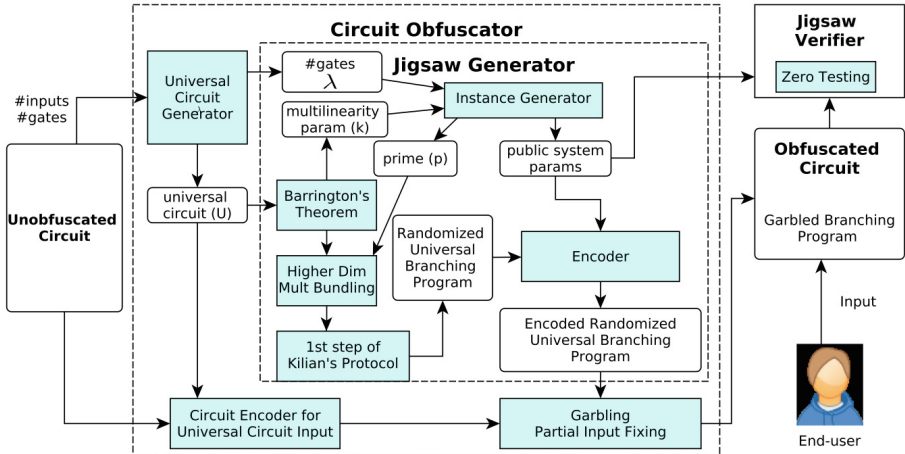 Circuit Obfuscator
Jigsaw Generator
Jigsaw
Verifier
Zero Testing
#inputs
#gates
Universal
Circuit
Generator
#gates
λ
Instance Generator
multilinearity
param (k)
prime (p)
public system
params
Unobfuscated
Circuit
universal
circuit (U)
Barrington's
Theorem
Obfuscated
Circuit
Garbled Branching
Program
Randomized
Universal
Branching
Program
Higher Dim
Mult Bundling
Encoder
1st step of
Kilian's Protocol
Encoded Randomized
Universal Branching
Program
Input
Circuit Encoder for
Universal Circuit Input
Garbling
Partial Input Fixing
End-user